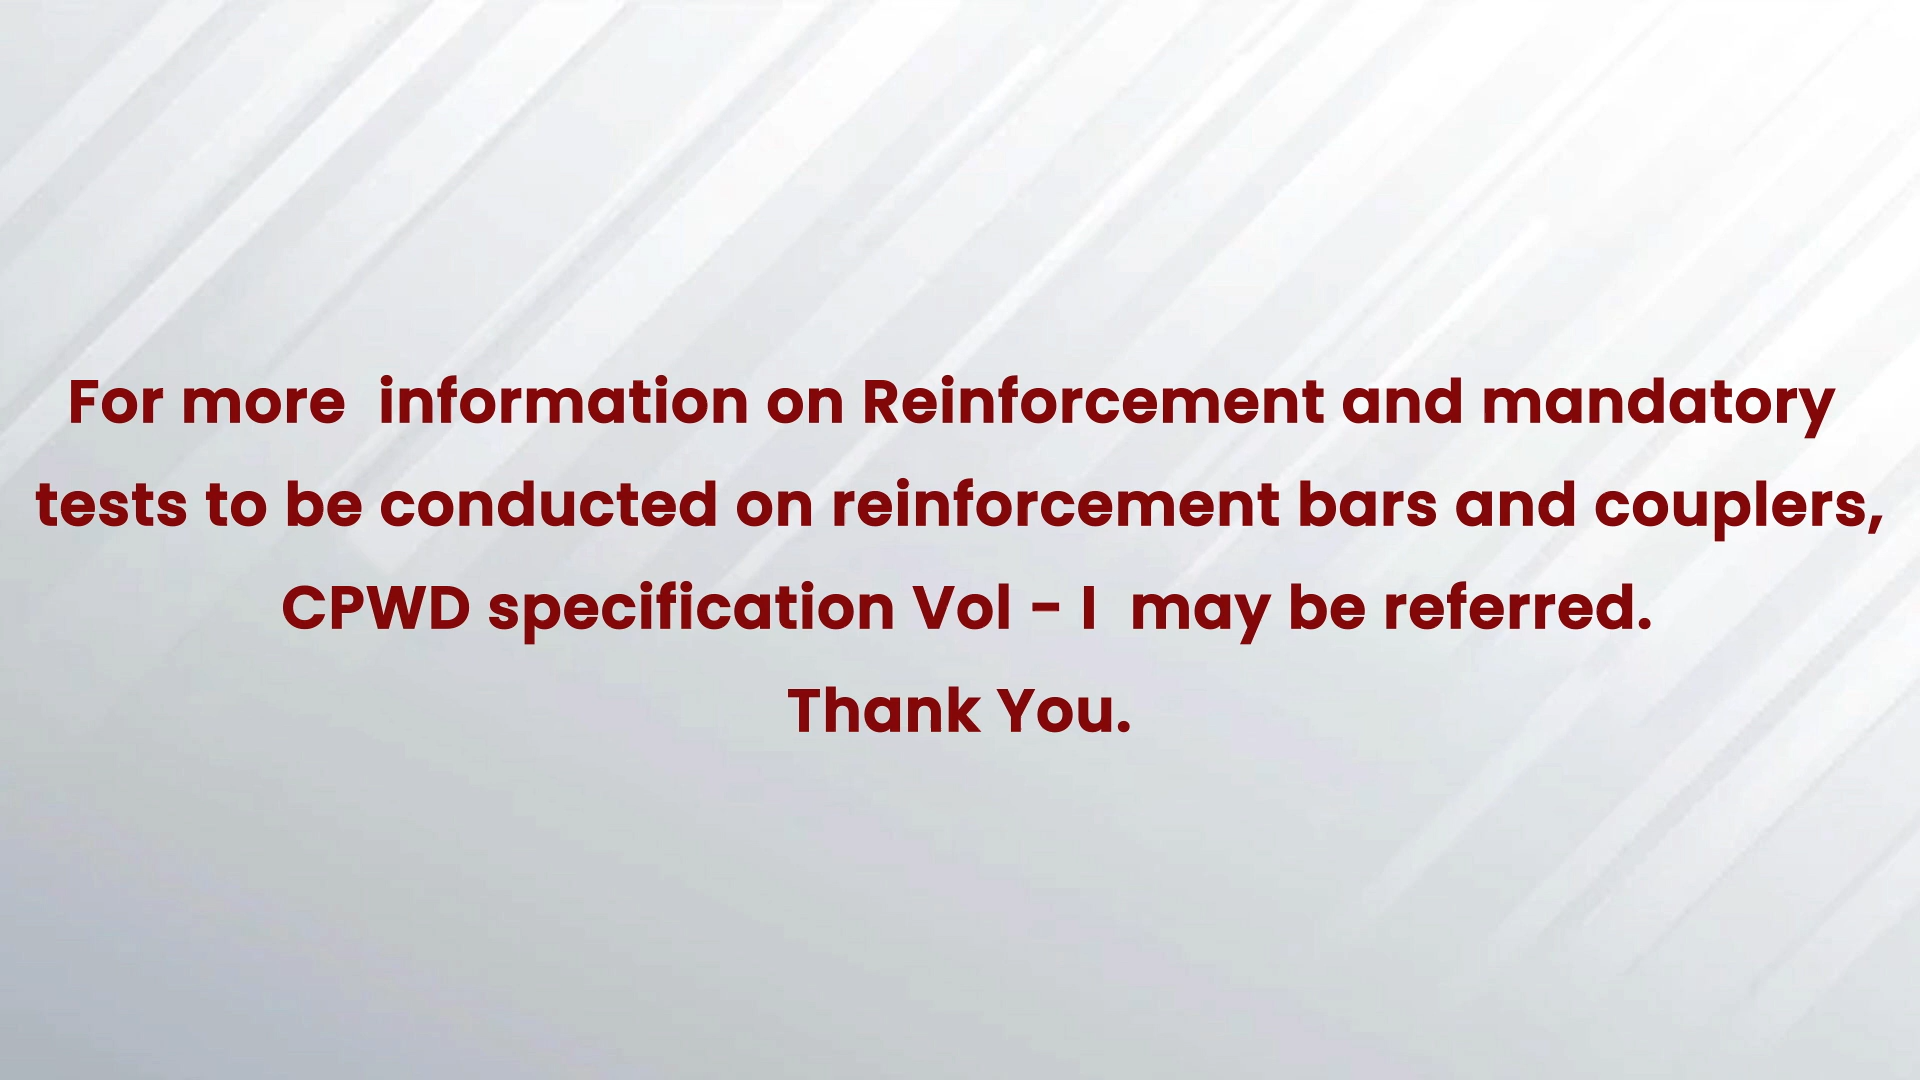 For more  information on Reinforcement and mandatory
tests to be conducted on reinforcement bars and couplers,
CPWD specification Vol - I  may be referred.
Thank You.